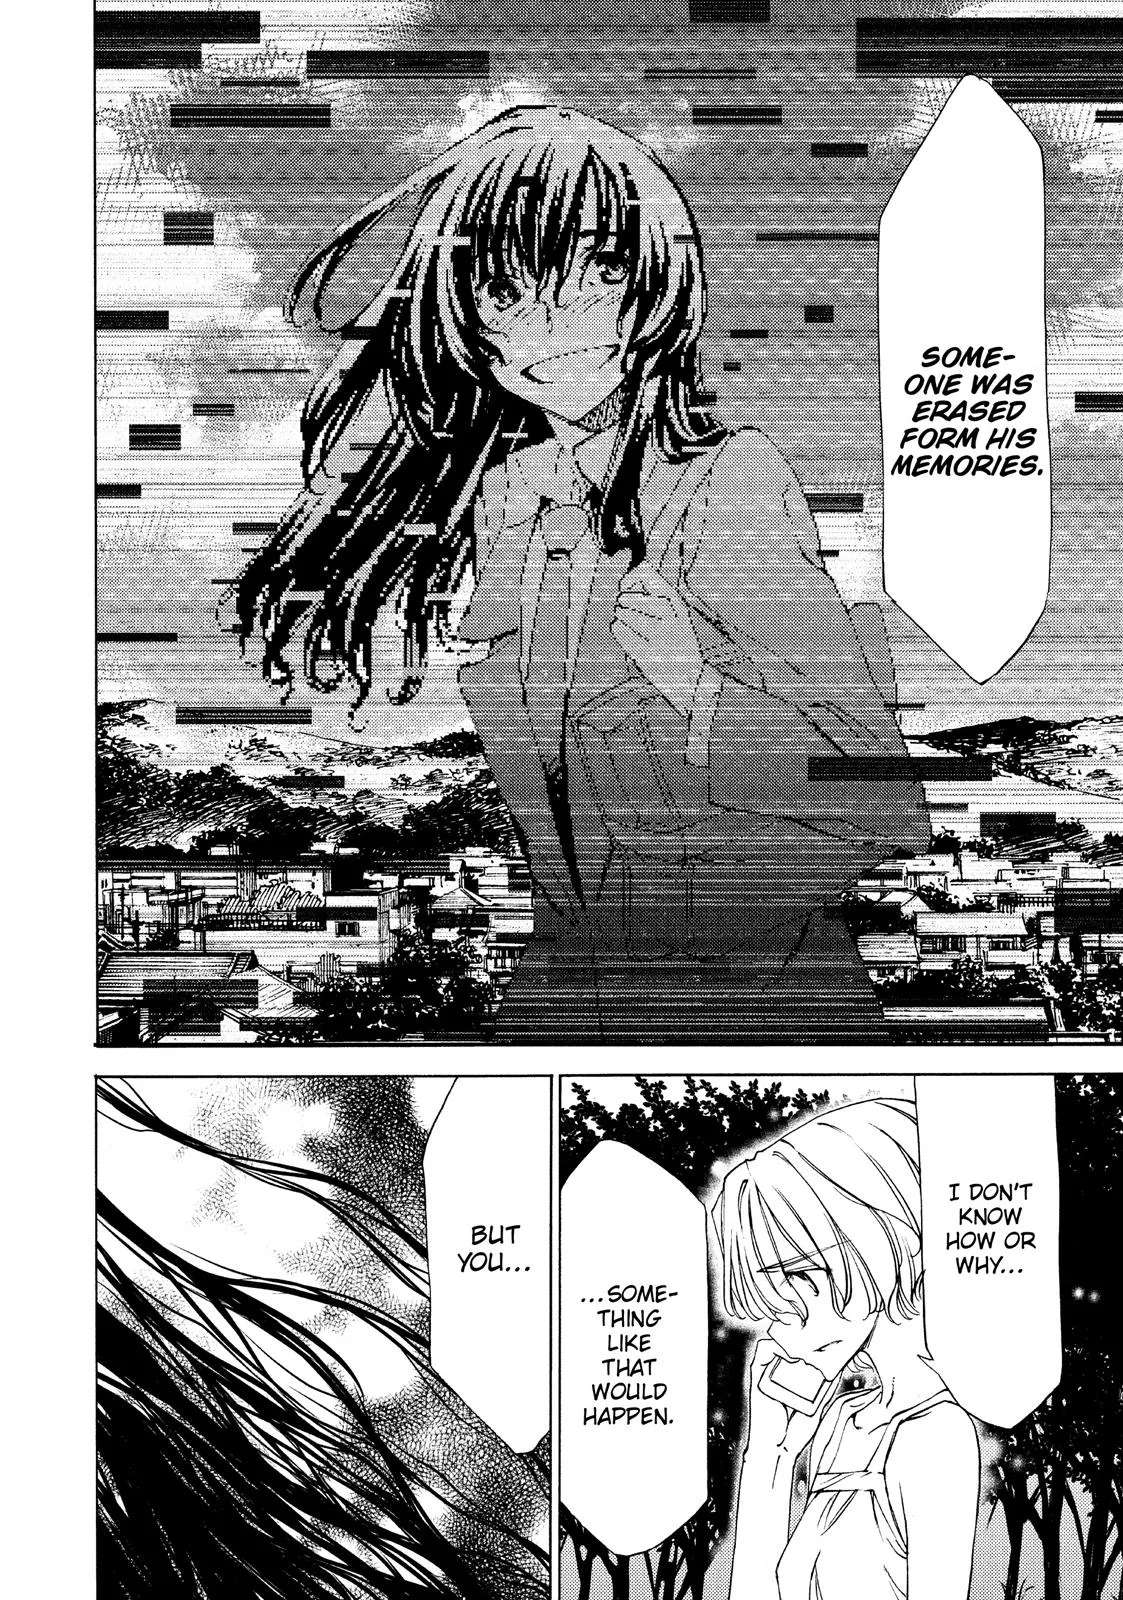 SOME-
ONE WAS
ERASED
FORM HIS
MEMORIES.
I DON'T
KNOW
HOW OR
WHY...
...SOME-
THING
LIKE
THAT
WOULD
HAPPEN.
BUT
YOU...